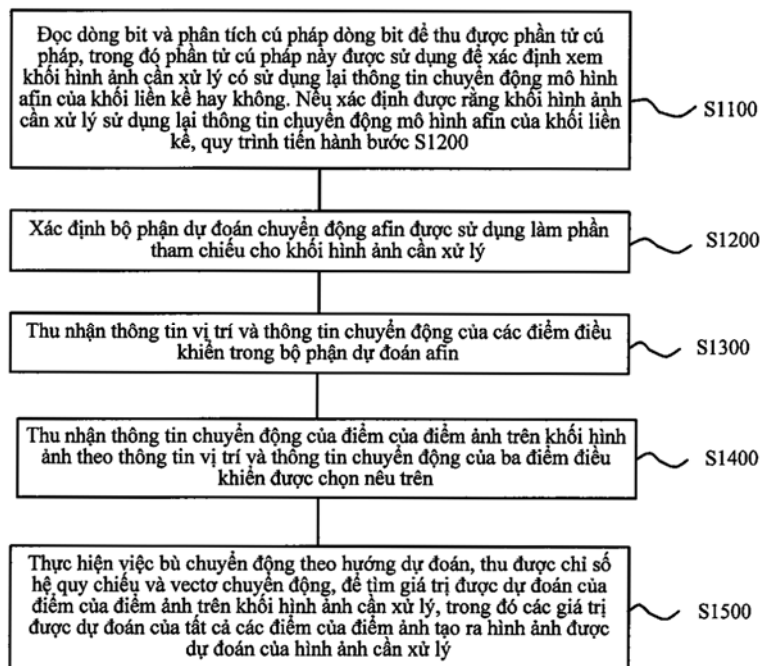 Đọc dòng bit và phân tích cú pháp dòng bit để thu được phần tử cú
pháp, trong đó phần tử cú pháp này được sử dụng để xác định xem
khối hình ảnh cần xử lý có sử dụng lại thông tin chuyển động mô hình
afin của khối liền kề hay không. Nếu xác định được rằng khối hình ảnh
cần xử lý sử dụng lại thông tin chuyển động mô hình afin của khối liền
kề, quy trình tiến hành bước S1200
S1100
Xác định bộ phận dự đoán chuyển động afin được sử dụng làm phần
tham chiếu cho khối hình ảnh cần xử lý
S1200
Thu nhận thông tin vị trí và thông tin chuyển động của các điểm điều
khiển trong bộ phận dự đoán afin
S1300
Thu nhận thông tin chuyển động của điểm của điểm ảnh trên khối hình
ảnh theo thông tin vị trí và thông tin chuyển động của ba điểm điều
khiển được chọn nêu trên
S1400
Thực hiện việc bù chuyển động theo hướng dự đoán, thu được chỉ số
hệ quy chiếu và vectơ chuyển động, để tìm giá trị được dự đoán của
điểm của điểm ảnh trên khối hình ảnh cần xử lý, trong đó các giá trị
được dự đoán của tất cả các điểm của điểm ảnh tạo ra hình ảnh được
dự đoán của hình ảnh cần xử lý
S1500